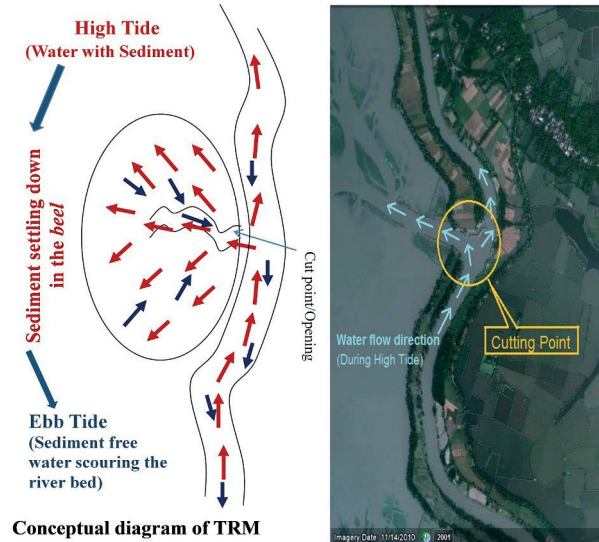 High Tide
(Water with Sediment)
Sediment settling down
in the beel
Cut point/Opening
Ebb Tide
(Sediment free
water scouring the
river bed)
Conceptual diagram of TRM
Water flow direction
(During High Tide)
Cutting Point
Imagery Date: 11/14/2010
2001